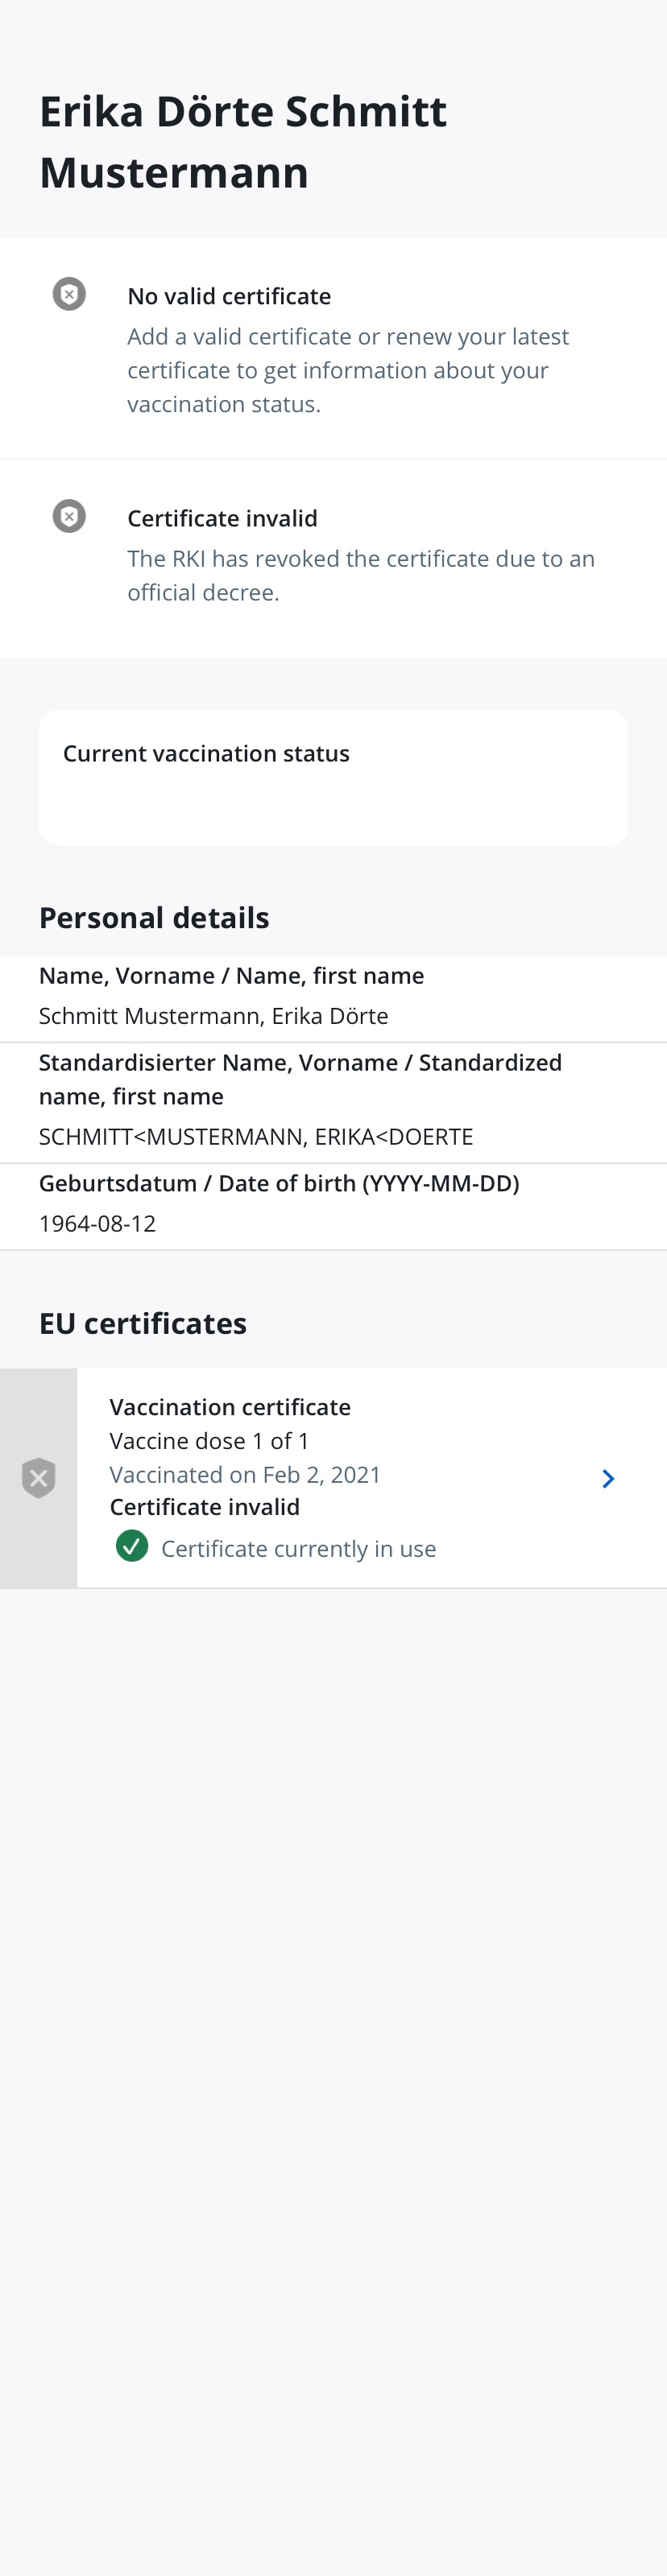 Erika Dörte Schmitt
Mustermann
No valid certificate
Add a valid certificate or renew your latest
certificate to get information about your
vaccination status.
Certificate invalid
The RKI has revoked the certificate due to an
official decree.
Current vaccination status
Personal details
Name, Vorname / Name, first name
Schmitt Mustermann, Erika Dörte
Standardisierter Name, Vorname / Standardized
name, first name
SCHMITT<MUSTERMANN, ERIKA<DOERTE
Geburtsdatum / Date of birth (YYYY-MM-DD)
1964-08-12
EU certificates
Vaccination certificate
Vaccine dose 1 of 1
Vaccinated on Feb 2, 2021
Certificate invalid
Certificate currently in use